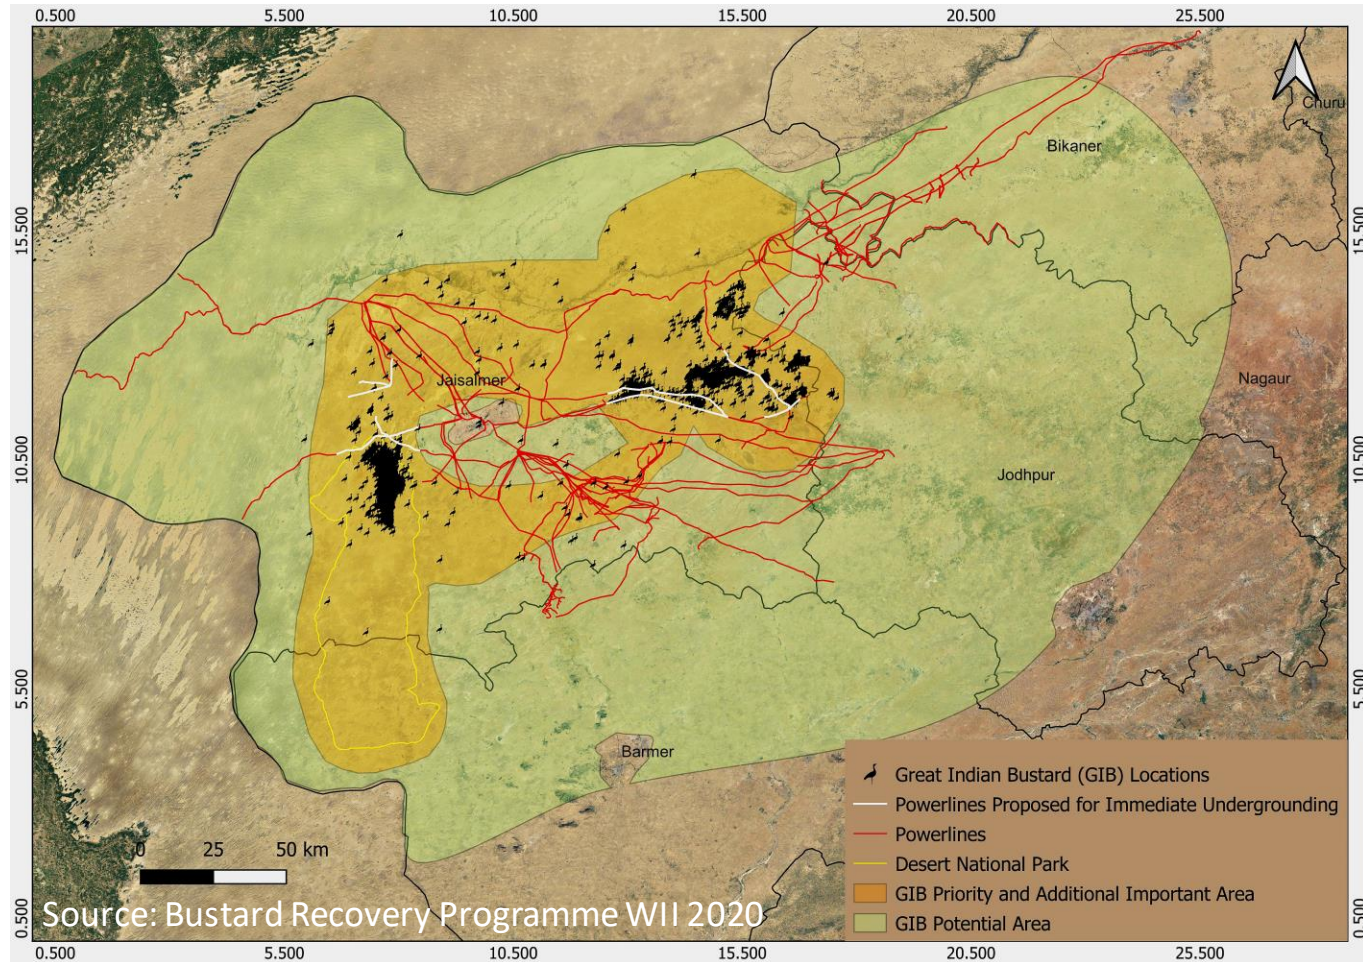 0.500 5.500 10.500 15.500 20.500 25.500
Churu
Bikaner
15.500 15.500
Jaisalmer
Nagaur
10.500 10.500
Jodhpur
5.500 5.500
Barmer
Great Indian Bustard (GIB) Locations
Powerlines Proposed for Immediate Undergrounding
Powerlines
Desert National Park
GIB Priority and Additional Important Area
GIB Potential Area
0 25 50 km
Source: Bustard Recovery Programme WII 2020
0.500 0.500
0.500 5.500 10.500 15.500 20.500 25.500